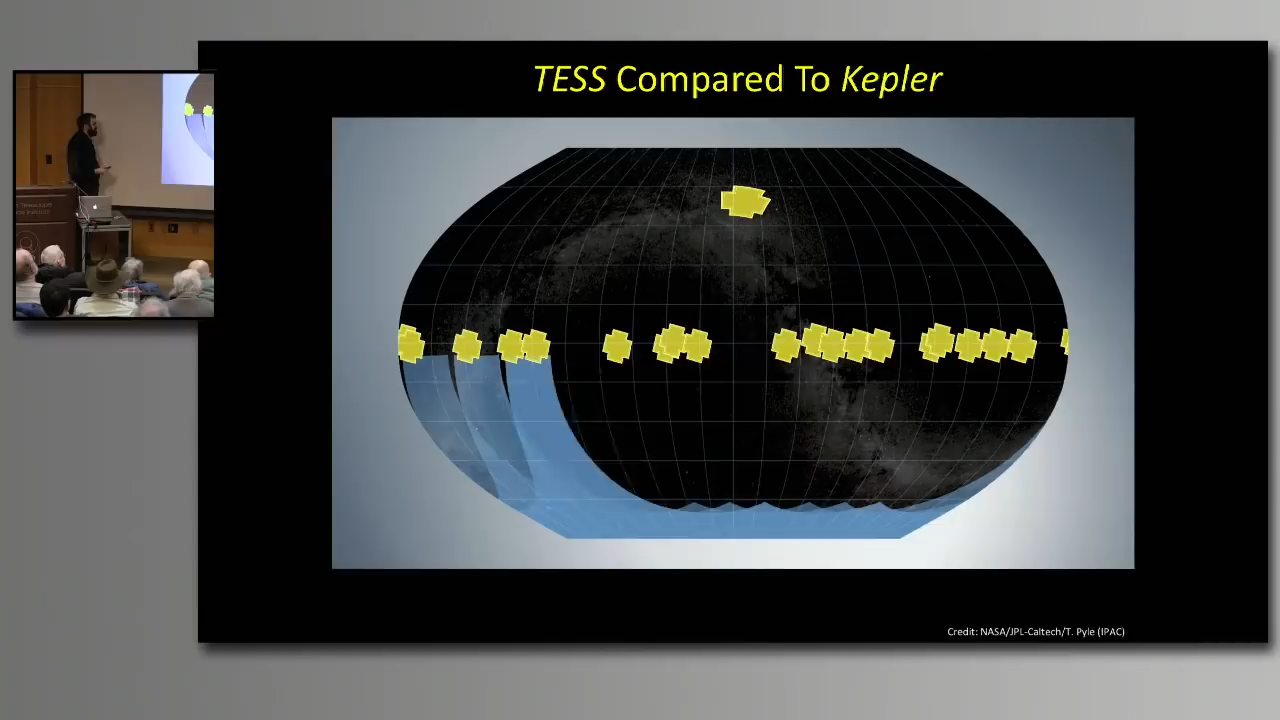 TESS Compared To Kepler
Credit: NASA/JPL-Caltech/T. Pyle (IPAC)